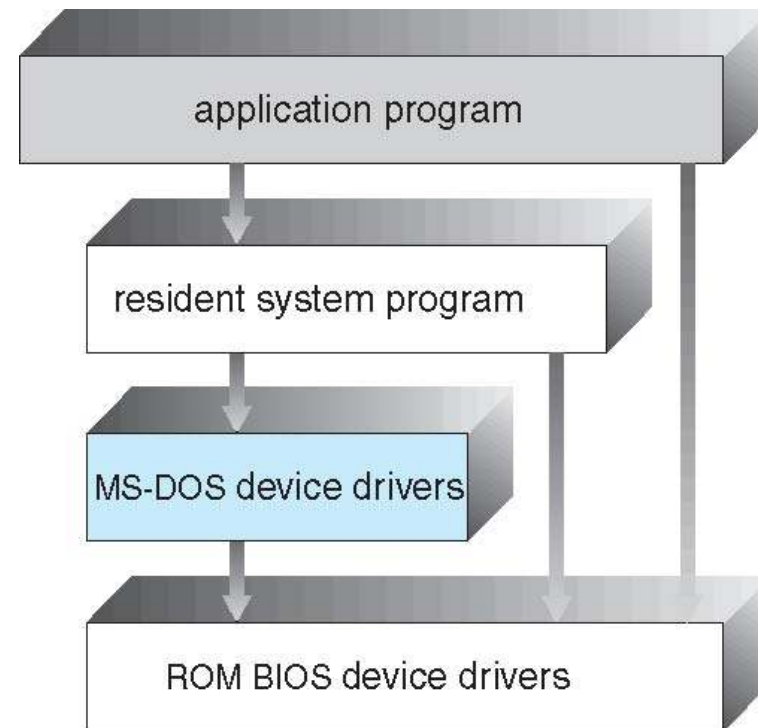 application program
resident system program
MS-DOS device drivers
ROM BIOS device drivers